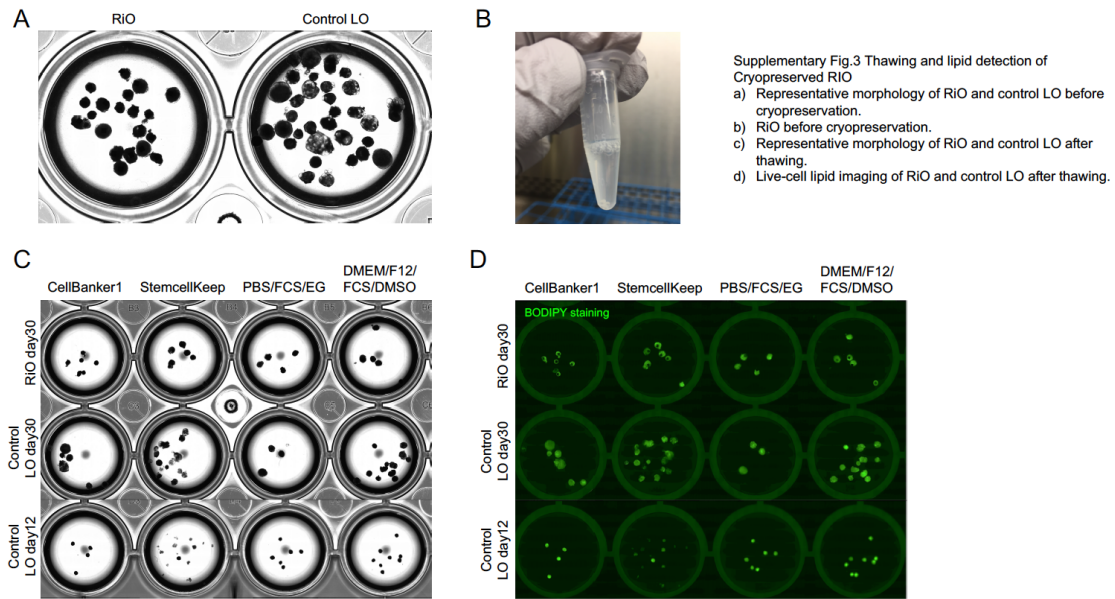 A
RiO
Control LO
B
Supplementary Fig.3 Thawing and lipid detection of
Cryopreserved RIO
a) Representative morphology of RiO and control LO before
cryopreservation.
b) RiO before cryopreservation.
c) Representative morphology of RiO and control LO after
thawing.
d) Live-cell lipid imaging of RiO and control LO after thawing.
C
CellBanker1
StemcellKeep
PBS/FCS/EG
DMEM/F12/
FCS/DMSO
RiO day30
Control
LO day30
Control
LO day12
D
CellBanker1
StemcellKeep
PBS/FCS/EG
DMEM/F12/
FCS/DMSO
BODIPY staining
RiO day30
Control
LO day30
Control
LO day12